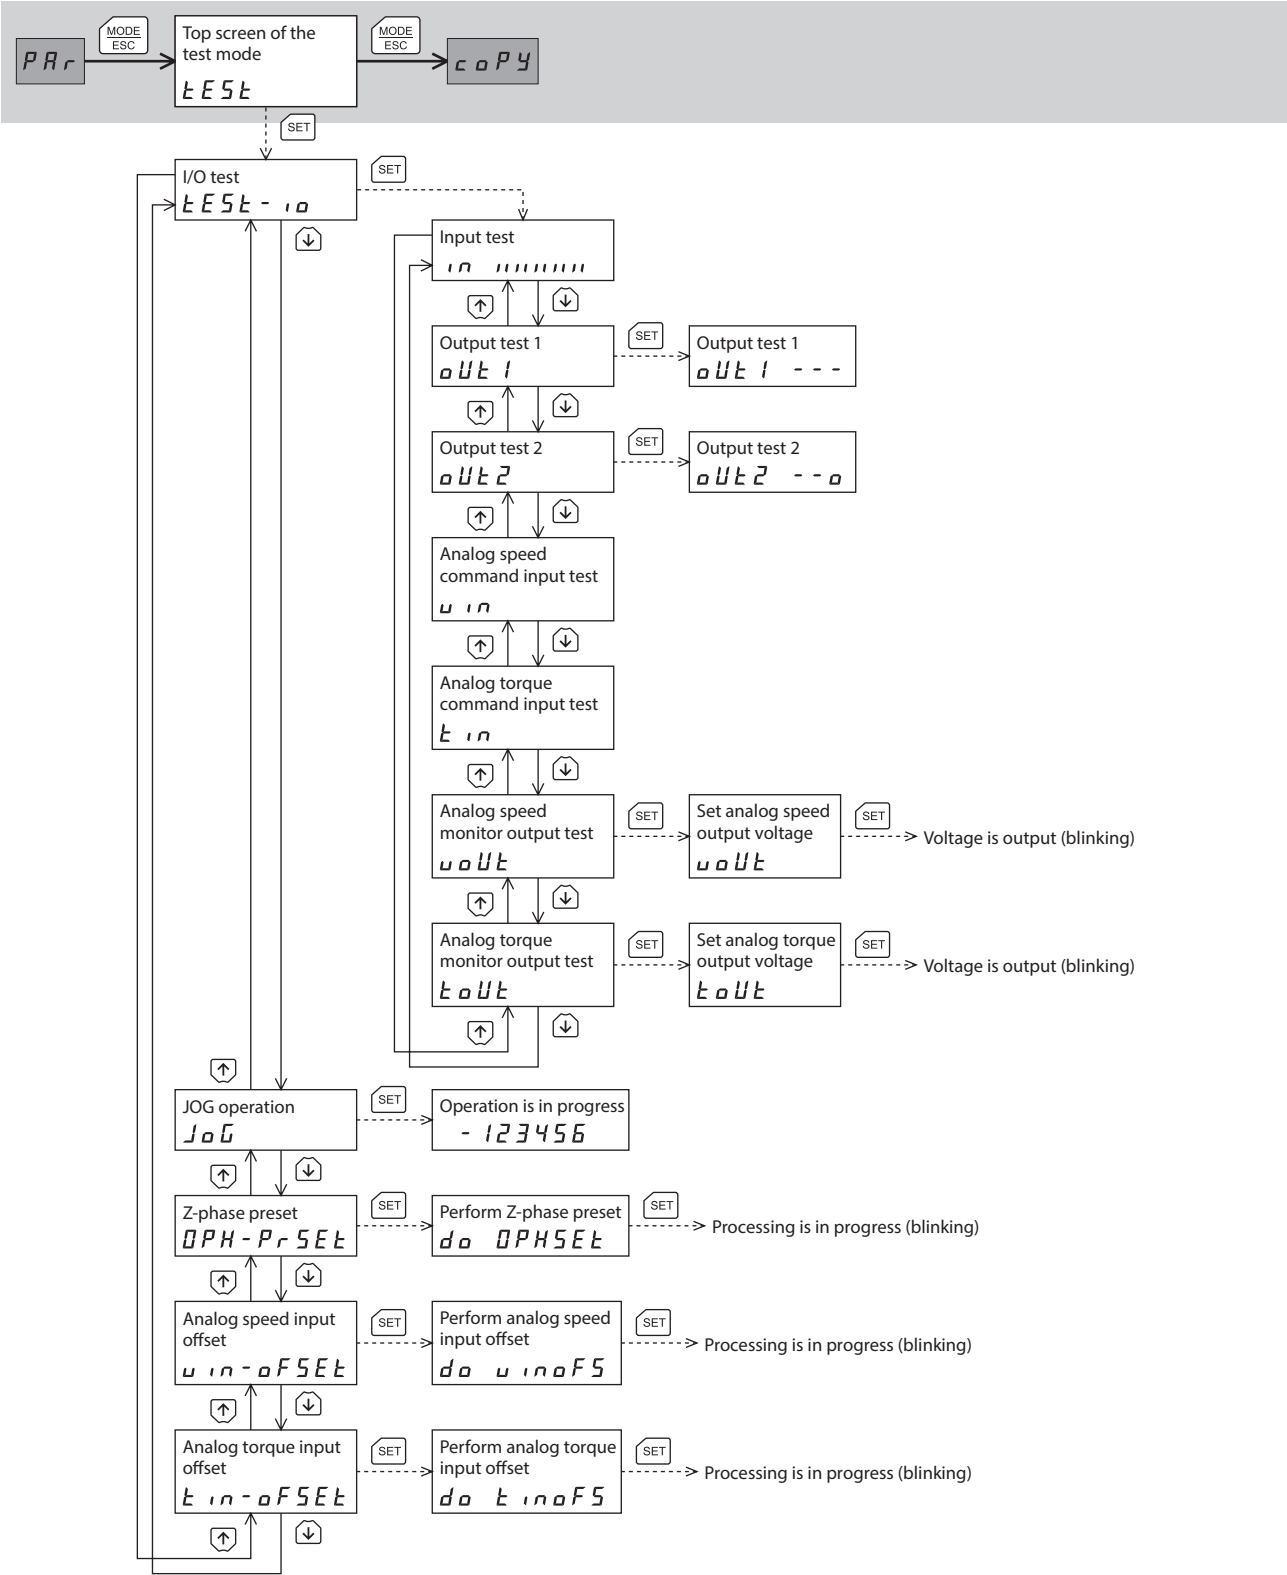 PAr
MODE
ESC
Top screen of the
test mode
tESt
MODE
ESC
coPY
SET
I/O test
tESt-io
SET
Input test
in
Output test 1
oUt1
SET
Output test 1
oUt1 ---
Output test 2
oUt2
SET
Output test 2
oUt2 --o
Analog speed
command input test
vin
Analog torque
command input test
tin
Analog speed
monitor output test
voUt
SET
Set analog speed
output voltage
voUt
SET
Voltage is output (blinking)
Analog torque
monitor output test
toUt
SET
Set analog torque
output voltage
toUt
SET
Voltage is output (blinking)
JOG operation
JoG
SET
Operation is in progress
-123456
Z-phase preset
0PH-PrSEt
SET
Perform Z-phase preset
do 0PHSEt
SET
Processing is in progress (blinking)
Analog speed input
offset
vin-oFSEt
SET
Perform analog speed
input offset
do vinoFS
SET
Processing is in progress (blinking)
Analog torque input
offset
tin-oFSEt
SET
Perform analog torque
input offset
do tinoFS
SET
Processing is in progress (blinking)